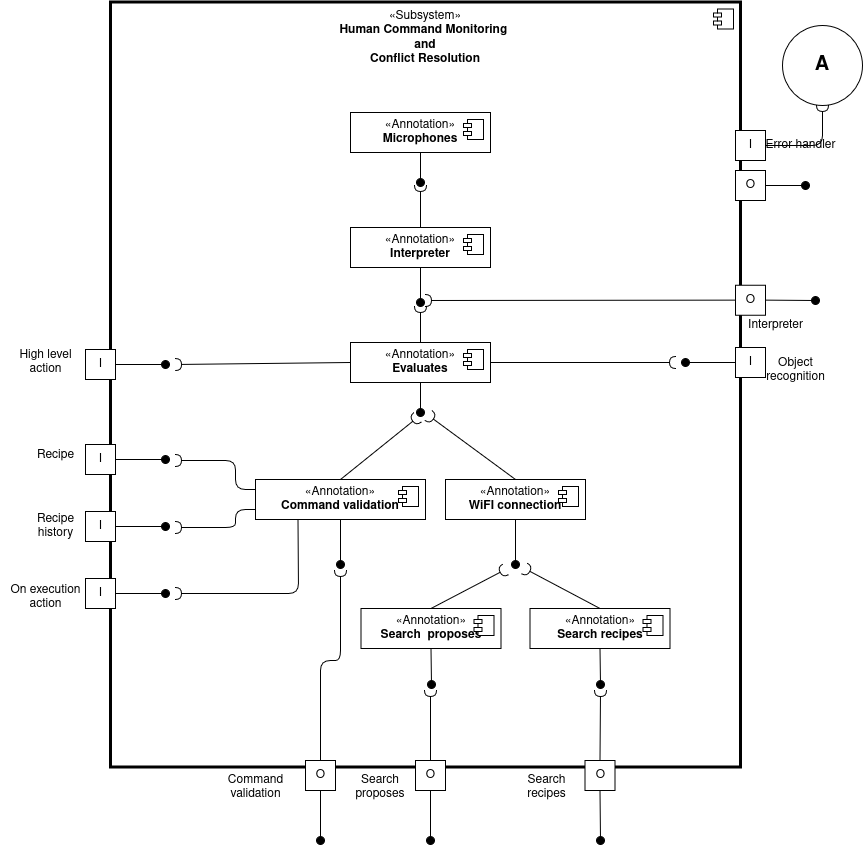 «Subsystem»
Human Command Monitoring
and
Conflict Resolution
A
«Annotation»
Microphones
I
Error handler
O
«Annotation»
Interpreter
O
Interpreter
High level
action
I
«Annotation»
Evaluates
I
Object
recognition
Recipe
I
«Annotation»
Command validation
«Annotation»
WiFI connection
Recipe
history
I
On execution
action
I
«Annotation»
Search  proposes
«Annotation»
Search recipes
Command
validation
O
Search
proposes
O
Search
recipes
O